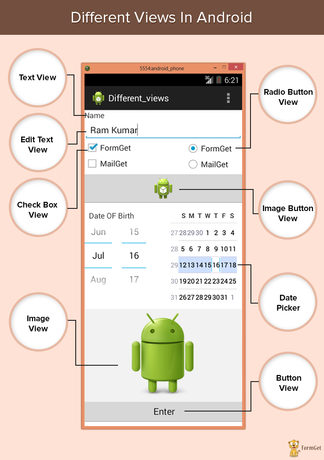 Different Views In Android
5554:android_phone
6:21
Different_views
Text View
Name
Edit Text View
Ram Kumar
Check Box View
FormGet
FormGet
MailGet
MailGet
Radio Button View
Image Button View
Date OF Birth
Jun 15
Jul 16
Aug 17
S M T W T F S
27 28 29 30 1 2 3 4
28 5 6 7 8 9 10 11
29 12 13 14 15 16 17 18
30 19 20 21 22 23 24 25
31 26 27 28 29 30 31 1
Date Picker
Image View
Button View
Enter
FormGet